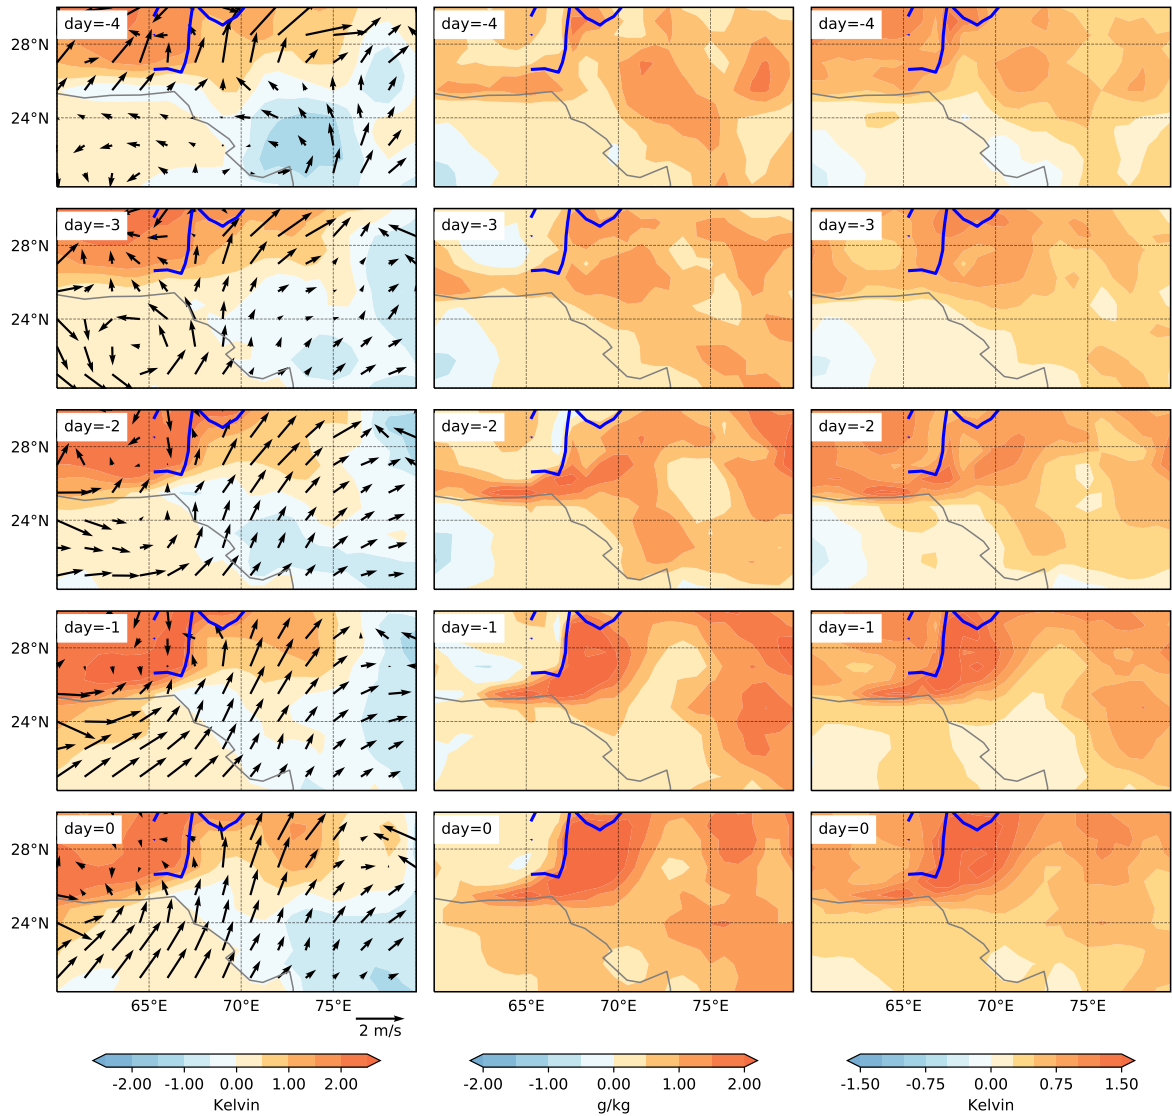 day=-4
day=-4
day=-4
28°N
24°N
day=-3
day=-3
day=-3
28°N
24°N
day=-2
day=-2
day=-2
28°N
24°N
day=-1
day=-1
day=-1
28°N
24°N
day=0
day=0
day=0
28°N
24°N
65°E 70°E 75°E
65°E 70°E 75°E
65°E 70°E 75°E
2 m/s
-2.00 -1.00 0.00 1.00 2.00
Kelvin
-2.00 -1.00 0.00 1.00 2.00
g/kg
-1.50 -0.75 0.00 0.75 1.50
Kelvin